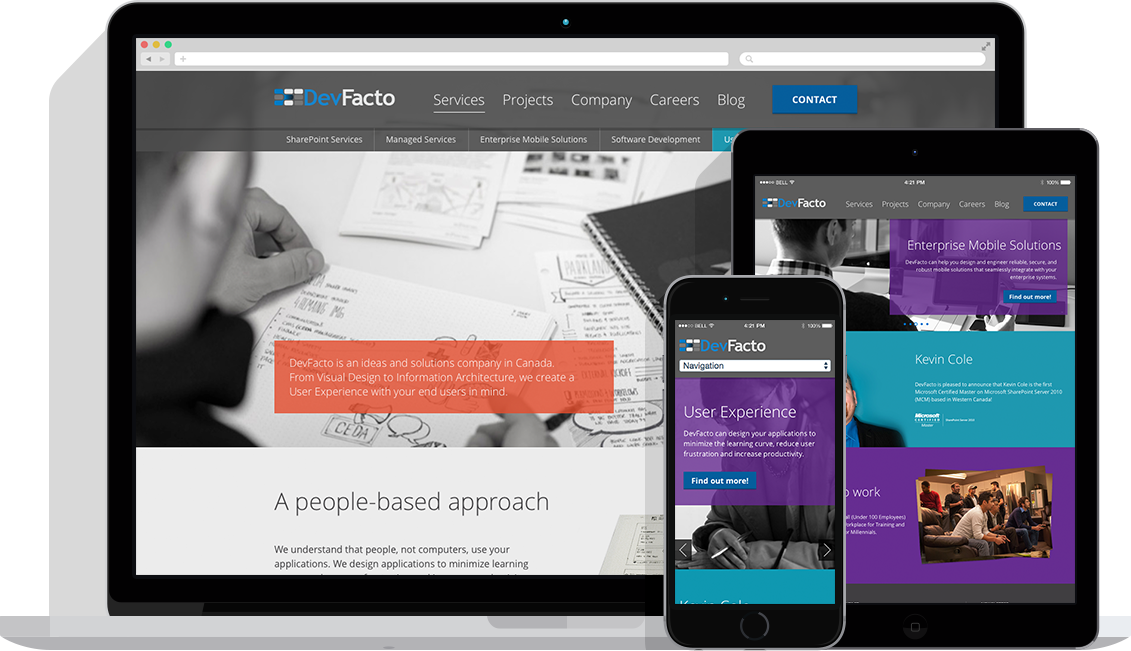 DevFacto
Services
Projects
Company
Careers
Blog
CONTACT
SharePoint Services
Managed Services
Enterprise Mobile Solutions
Software Development
Us
PARKLAND
4 REMAINS IMG
CEDA
DevFacto is an ideas and solutions company in Canada.
From Visual Design to Information Architecture, we create a
User Experience with your end users in mind.
A people-based approach
We understand that people, not computers, use your
applications. We design applications to minimize learning
BELL
4:21 PM
100%
DevFacto
Services
Projects
Company
Careers
Blog
CONTACT
Enterprise Mobile Solutions
DevFacto can help you design and engineer reliable, secure, and
robust mobile solutions that seamlessly integrate with your
enterprise systems.
Find out more!
Kevin Cole
DevFacto is pleased to announce that Kevin Cole is the first
Microsoft Certified Master on Microsoft SharePoint Server 2010
(MCM) based in Western Canada!
Microsoft
CERTIFIED
Master
SharePoint Server 2010
o work
all (Under 100 Employees)
rkplace for Training and
r Millennials.
BELL
4:21 PM
100%
DevFacto
Navigation
User Experience
DevFacto can design your applications to
minimize the learning curve, reduce user
frustration and increase productivity.
Find out more!
Kevin Cole